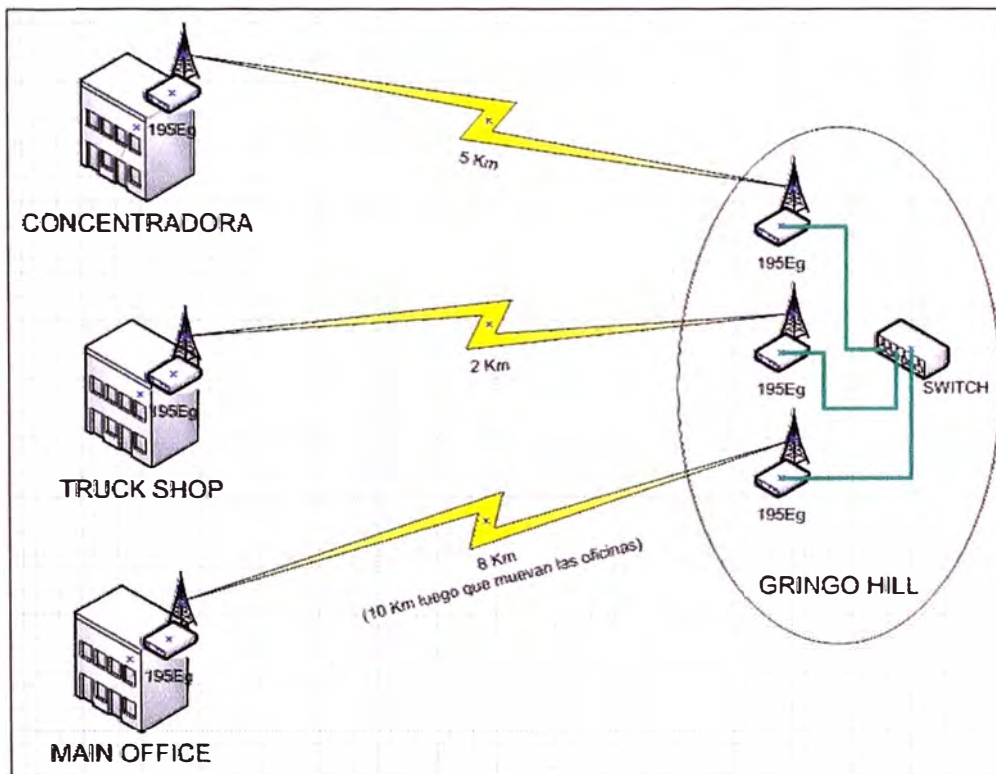 195Eg
5 Km
CONCENTRADORA
195Eg
195Eg
2 Km
195Eg
SWITCH
TRUCK SHOP
195Eg
8 Km
(10 Km luego que muevan las oficinas)
GRINGO HILL
195Eg
MAIN OFFICE